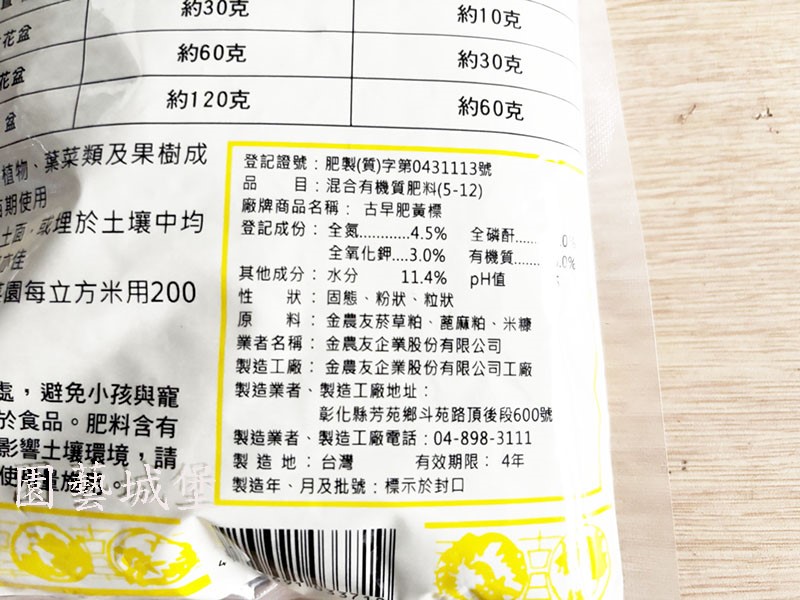 約30克 約10克
花盆
約60克 約30克
花盆
約120克 約60克
盆
植物、葉菜類及果樹成
期使用
土面,或埋於土壤中均
亦佳
園每立方米用200
處,避免小孩與寵
於食品。肥料含有
影響土壤環境,請
使用量施
園藝城堡
登記證號:肥製(質)字第0431113號
品 目:混合有機質肥料(5-12)
廠牌商品名稱: 古早肥黃標
登記成份: 全氮............4.5% 全磷酐......
全氧化鉀....3.0% 有機質.......
其他成分: 水分 11.4% pH值
性 狀: 固態、粉狀、粒狀
原 料: 金農友菸草粕、蓖麻粕、米糠
業者名稱: 金農友企業股份有限公司
製造工廠: 金農友企業股份有限公司工廠
製造業者、製造工廠地址:
彰化縣芳苑鄉斗苑路頂後段600號
製造業者、製造工廠電話:04-898-3111
製 造 地: 台灣 有效期限: 4年
製造年、月及批號:標示於封口